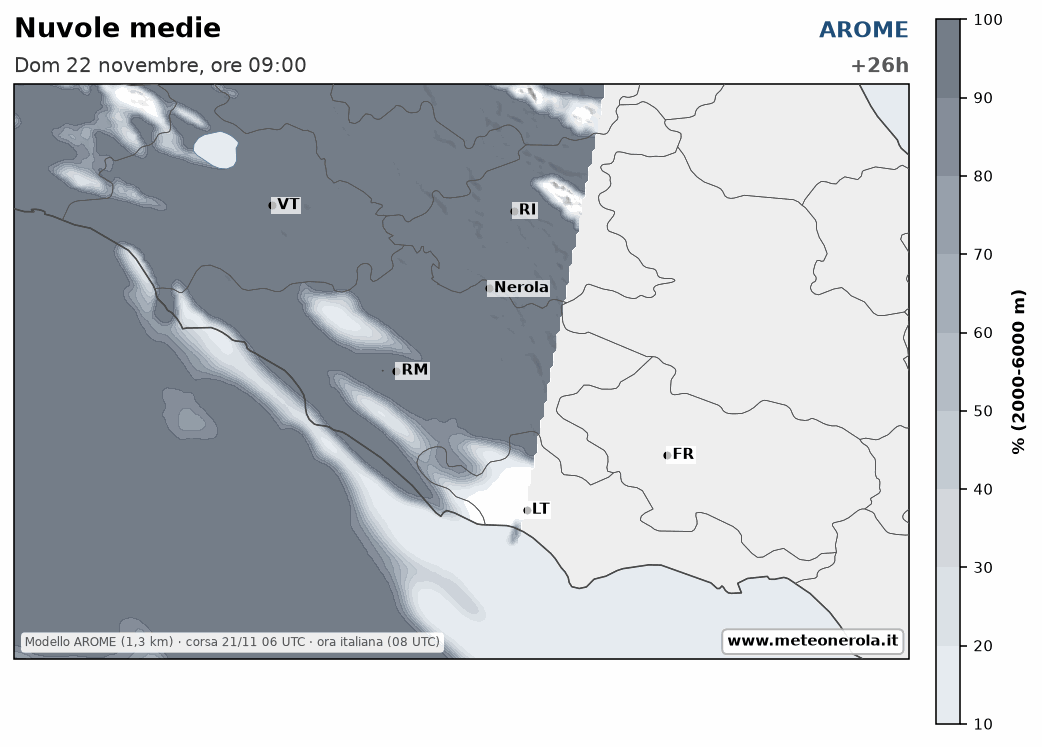 Nuvole medie
AROME
Dom 22 novembre, ore 09:00
+26h
VT
RI
Nerola
RM
FR
LT
Modello AROME (1,3 km) · corsa 21/11 06 UTC · ora italiana (08 UTC)
www.meteonerola.it
100
90
80
70
60
50
40
30
20
10
% (2000-6000 m)